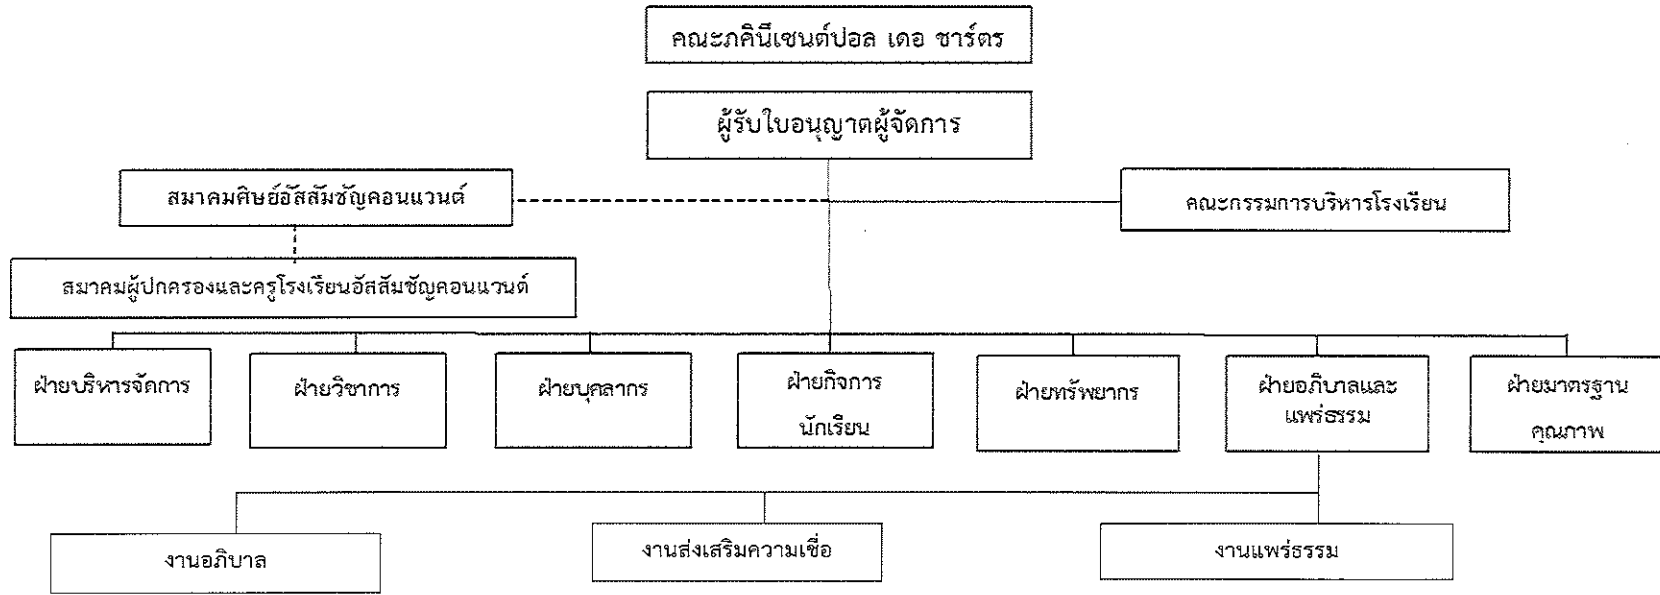 คณะภคินีเซนต์ปอล เดอ ชาร์ตร
ผู้รับใบอนุญาตผู้จัดการ
สมาคมศิษย์อัสสัมชัญคอนแวนต์
คณะกรรมการบริหารโรงเรียน
สมาคมผู้ปกครองและครูโรงเรียนอัสสัมชัญคอนแวนต์
ฝ่ายบริหารจัดการ
ฝ่ายวิชาการ
ฝ่ายบุคลากร
ฝ่ายกิจการ
นักเรียน
ฝ่ายทรัพยากร
ฝ่ายอภิบาลและ
แพร่ธรรม
ฝ่ายมาตรฐาน
คุณภาพ
งานอภิบาล
งานส่งเสริมความเชื่อ
งานแพร่ธรรม